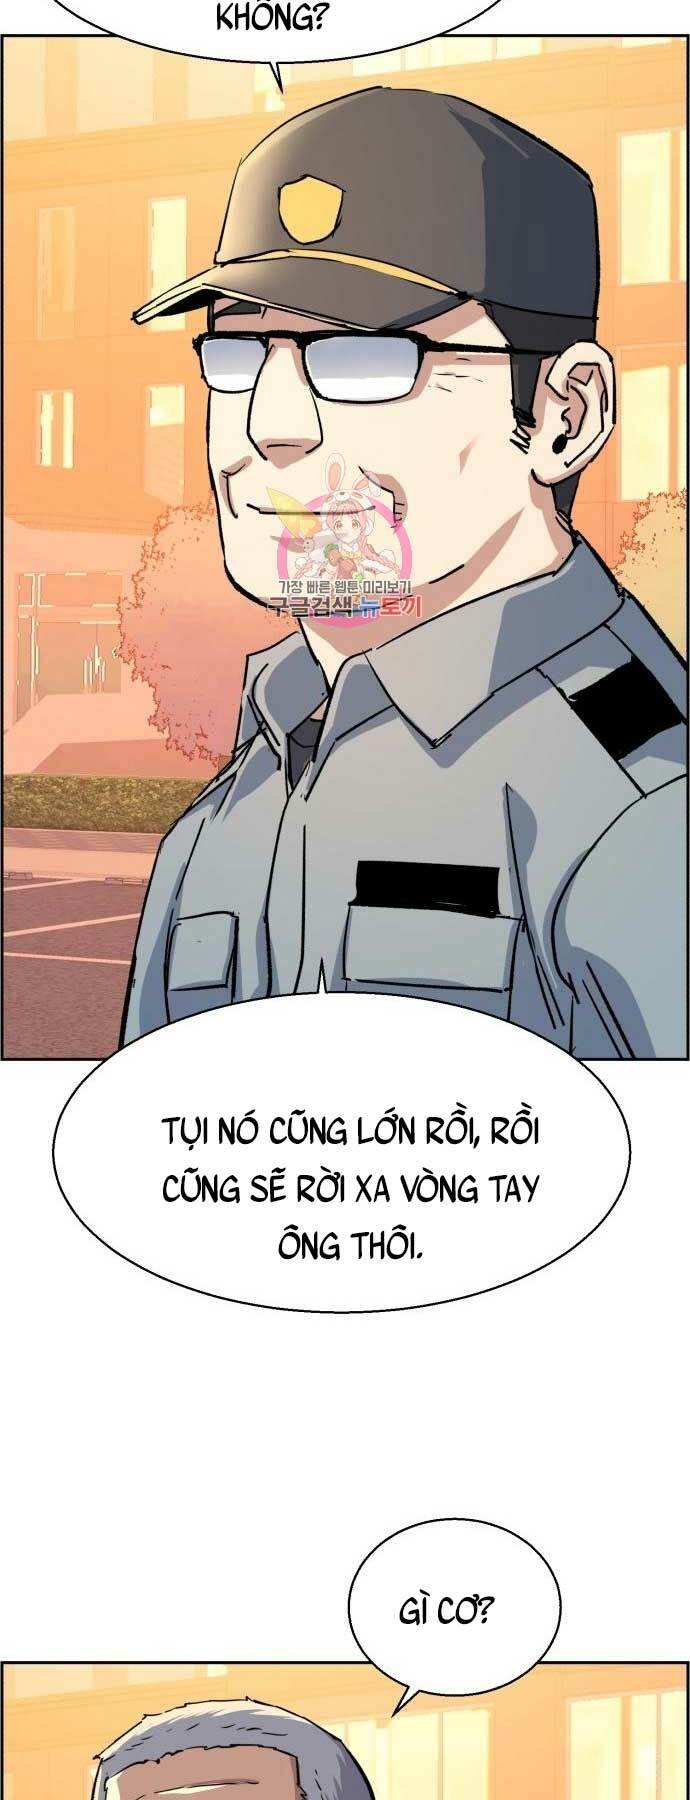 KHÔNG?
가장 빠른 웹툰 미리보기
구글검색 뉴토끼
TỤI NÓ CŨNG LỚN RỒI, RỒI
CŨNG SẼ RỜI XA VÒNG TAY
ÔNG THÔI.
GÌ CƠ?